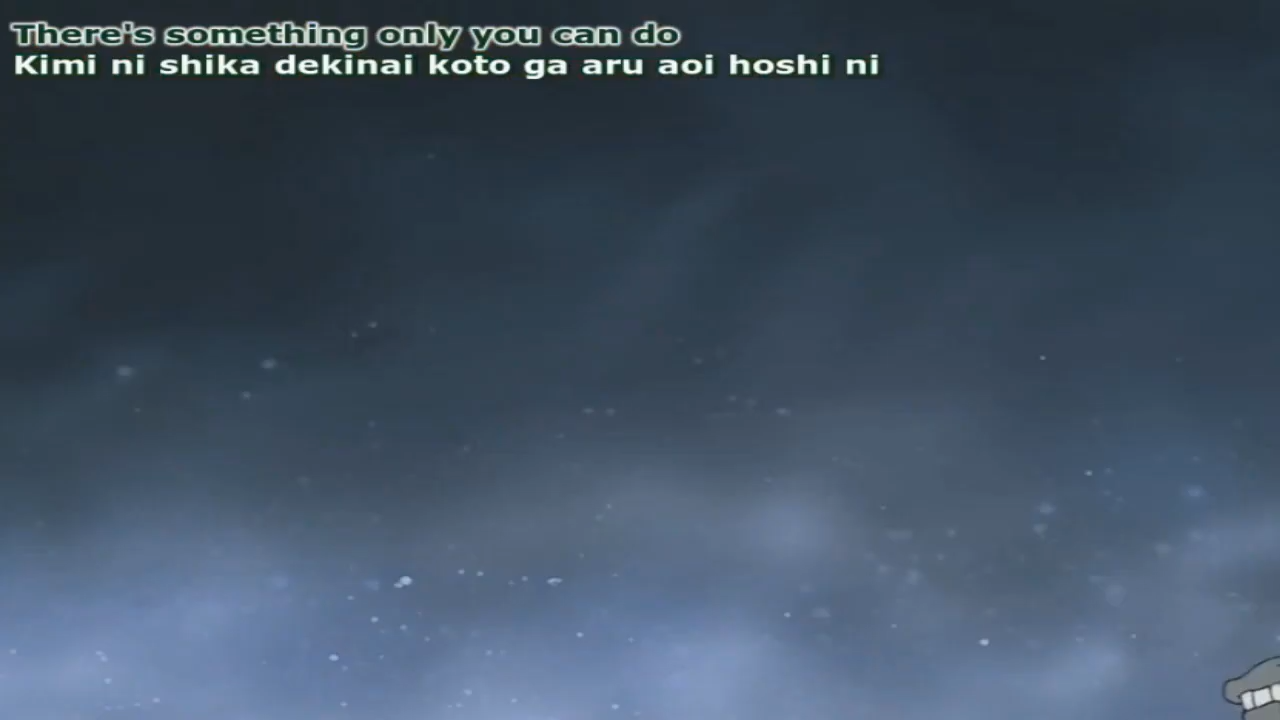 There's something only you can do
Kimi ni shika dekinai koto ga aru aoi hoshi ni